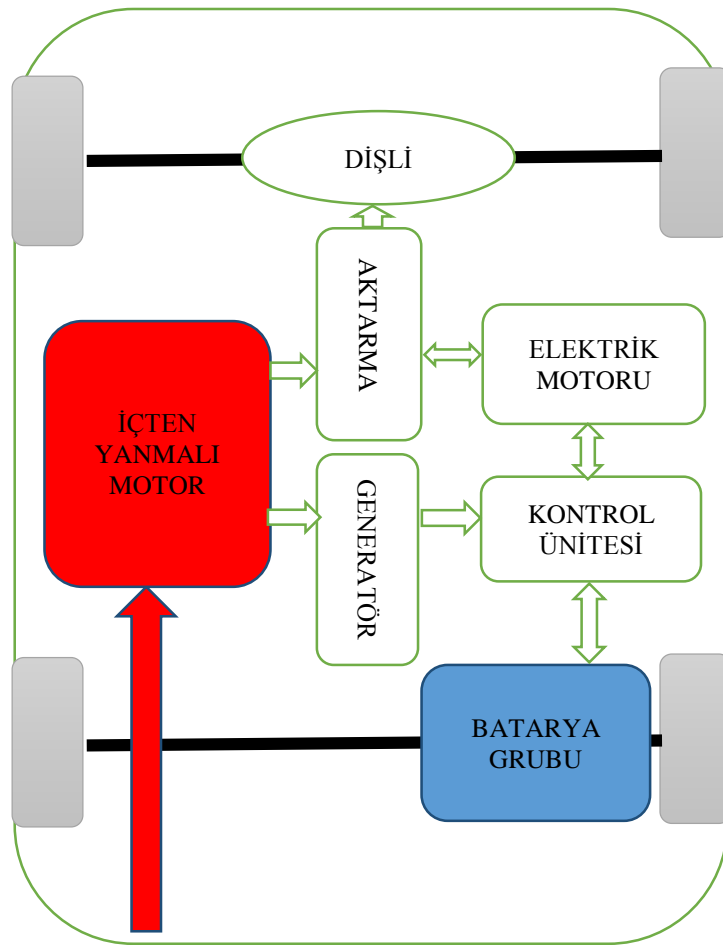 DİŞLİ
AKTARMA
ELEKTRİK
MOTORU
İÇTEN
YANMALI
MOTOR
GENERATÖR
KONTROL
ÜNİTESİ
BATARYA
GRUBU